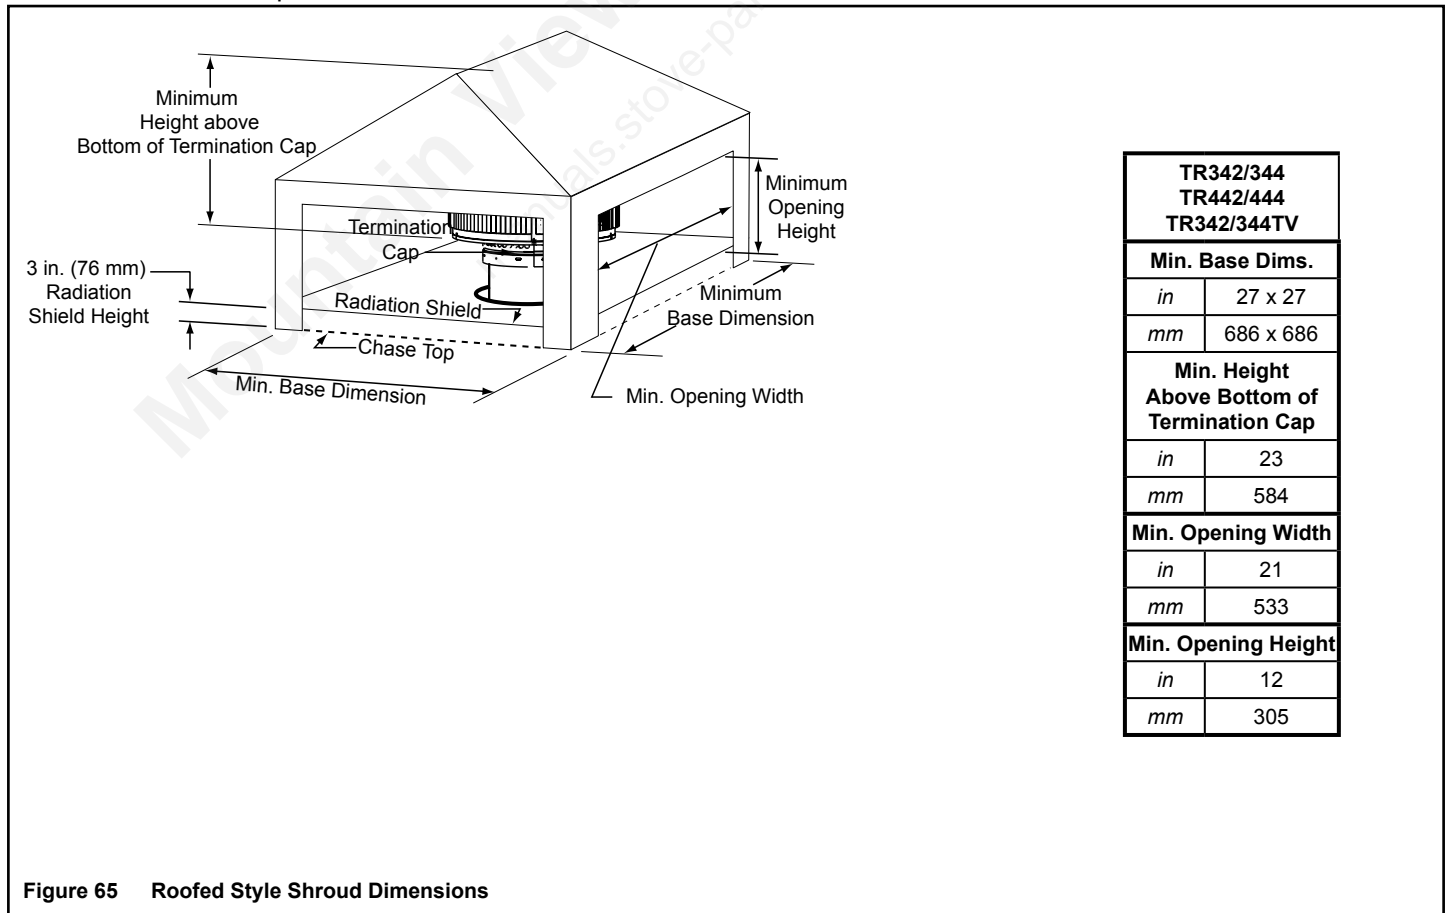 Minimum
Height above
Bottom of Termination Cap
Termination
Cap
Minimum
Opening
Height
3 in. (76 mm)
Radiation
Shield Height
Radiation Shield
Chase Top
Minimum
Base Dimension
Min. Base Dimension
Min. Opening Width
TR342/344
TR442/444
TR342/344TV
Min. Base Dims.
in 27 x 27
mm 686 x 686
Min. Height
Above Bottom of
Termination Cap
in 23
mm 584
Min. Opening Width
in 21
mm 533
Min. Opening Height
in 12
mm 305
Mountain View
Figure 65 Roofed Style Shroud Dimensions